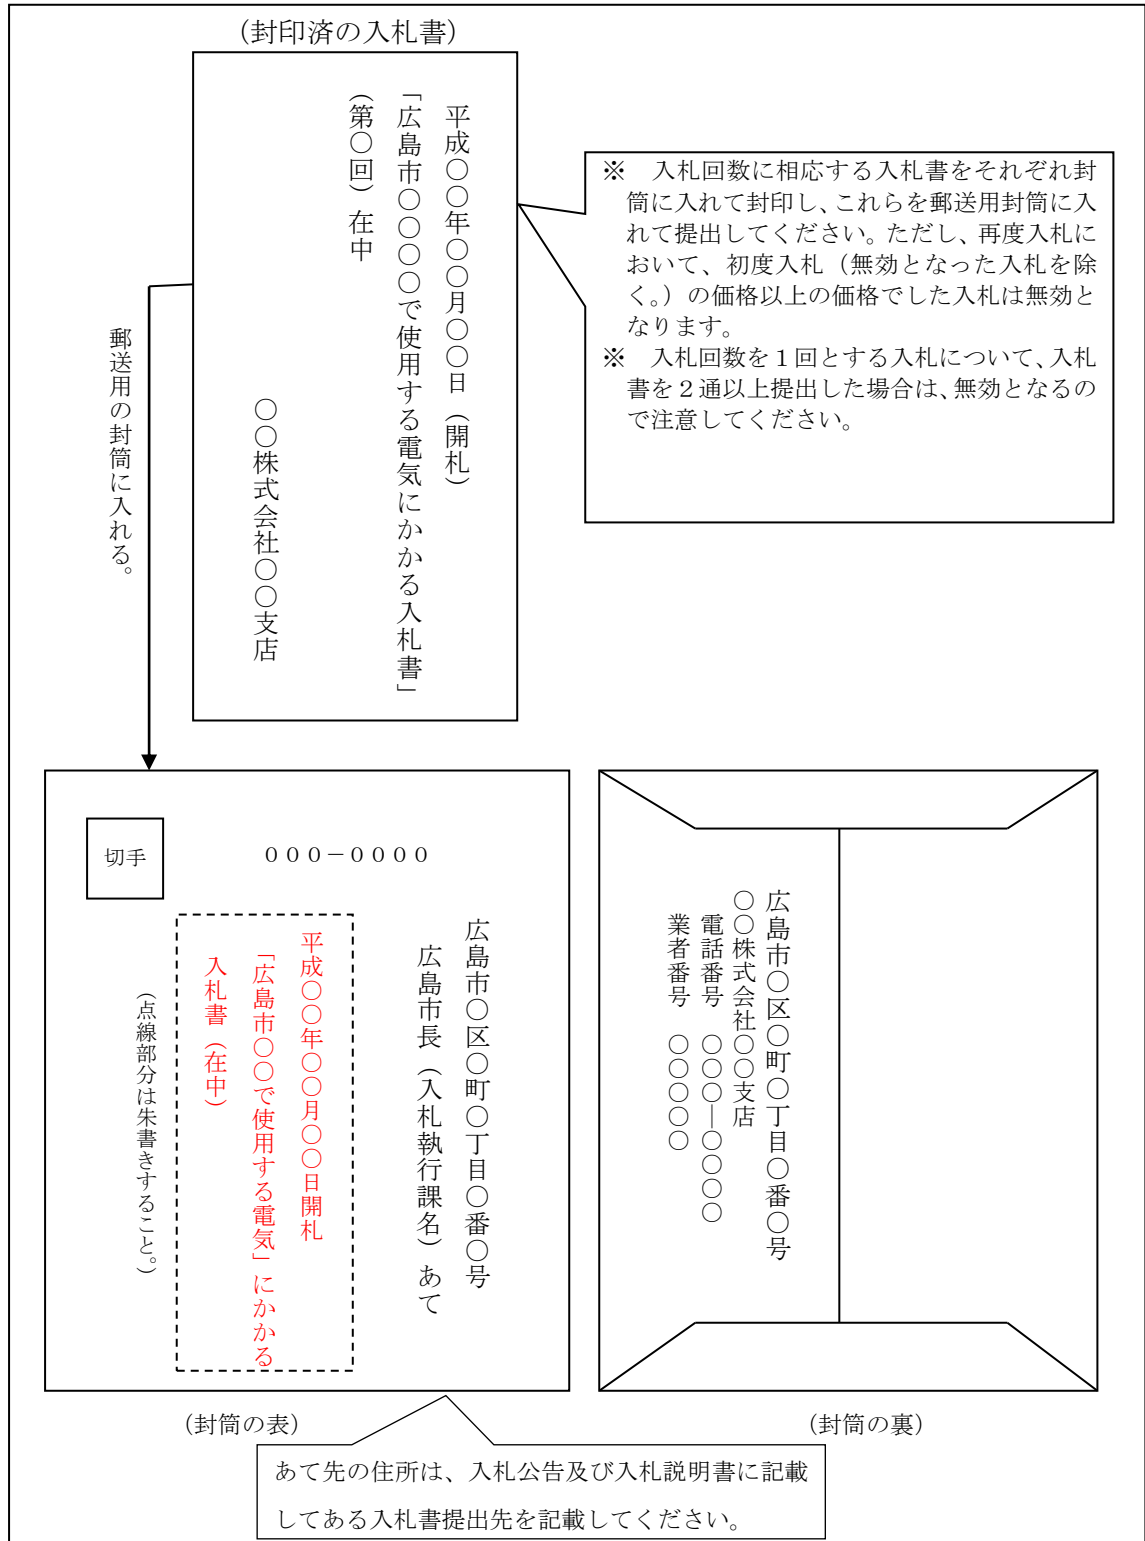 (封印済の入札書)
平成〇〇年〇〇月〇〇日（開札）
「広島市〇〇〇〇で使用する電気にかかる入札書」
（第〇回）在中
〇〇株式会社〇〇支店
※　入札回数に相応する入札書をそれぞれ封
筒に入れて封印し、これらを郵送用封筒に入
れて提出してください。ただし、再度入札に
おいて、初度入札（無効となった入札を除
く。）の価格以上の価格でした入札は無効と
なります。
※　入札回数を１回とする入札について、入札
書を２通以上提出した場合は、無効となるの
で注意してください。
郵送用の封筒に入れる。
切手
０００－００００
広島市〇区〇町〇丁目〇番〇号
広島市長（入札執行課名）あて
平成〇〇年〇〇月〇〇日開札
「広島市〇〇で使用する電気」にかかる
入札書（在中）
（点線部分は朱書きすること。）
(封筒の表)
広島市〇区〇町〇丁目〇番〇号
〇〇株式会社〇〇支店
電話番号　〇〇〇―〇〇〇〇
業者番号　〇〇〇〇〇
(封筒の裏)
あて先の住所は、入札公告及び入札説明書に記載
してある入札書提出先を記載してください。